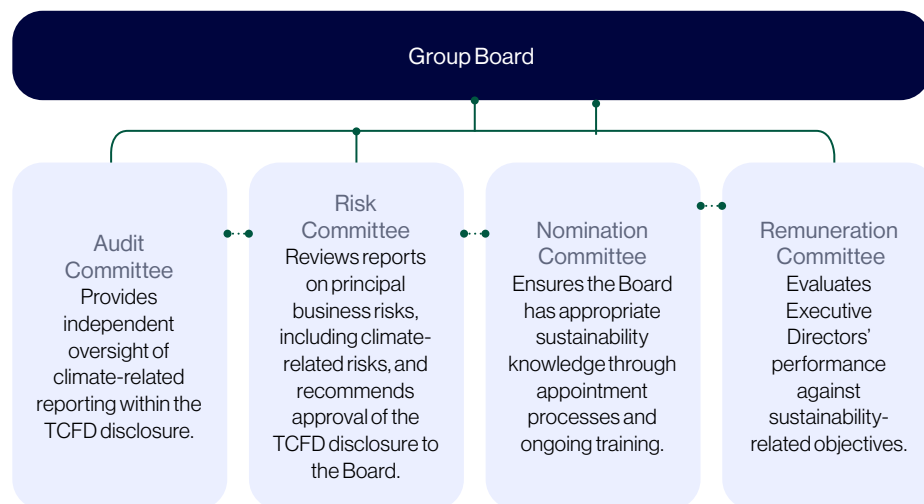 Group Board
Audit
Committee
Provides
independent
oversight of
climate-related
reporting within the
TCFD disclosure.
Risk
Committee
Reviews reports
on principal
business risks,
including climate-
related risks, and
recommends
approval of the
TCFD disclosure to
the Board.
Nomination
Committee
Ensures the Board
has appropriate
sustainability
knowledge through
appointment
processes and
ongoing training.
Remuneration
Committee
Evaluates
Executive
Directors’
performance
against
sustainability-
related objectives.